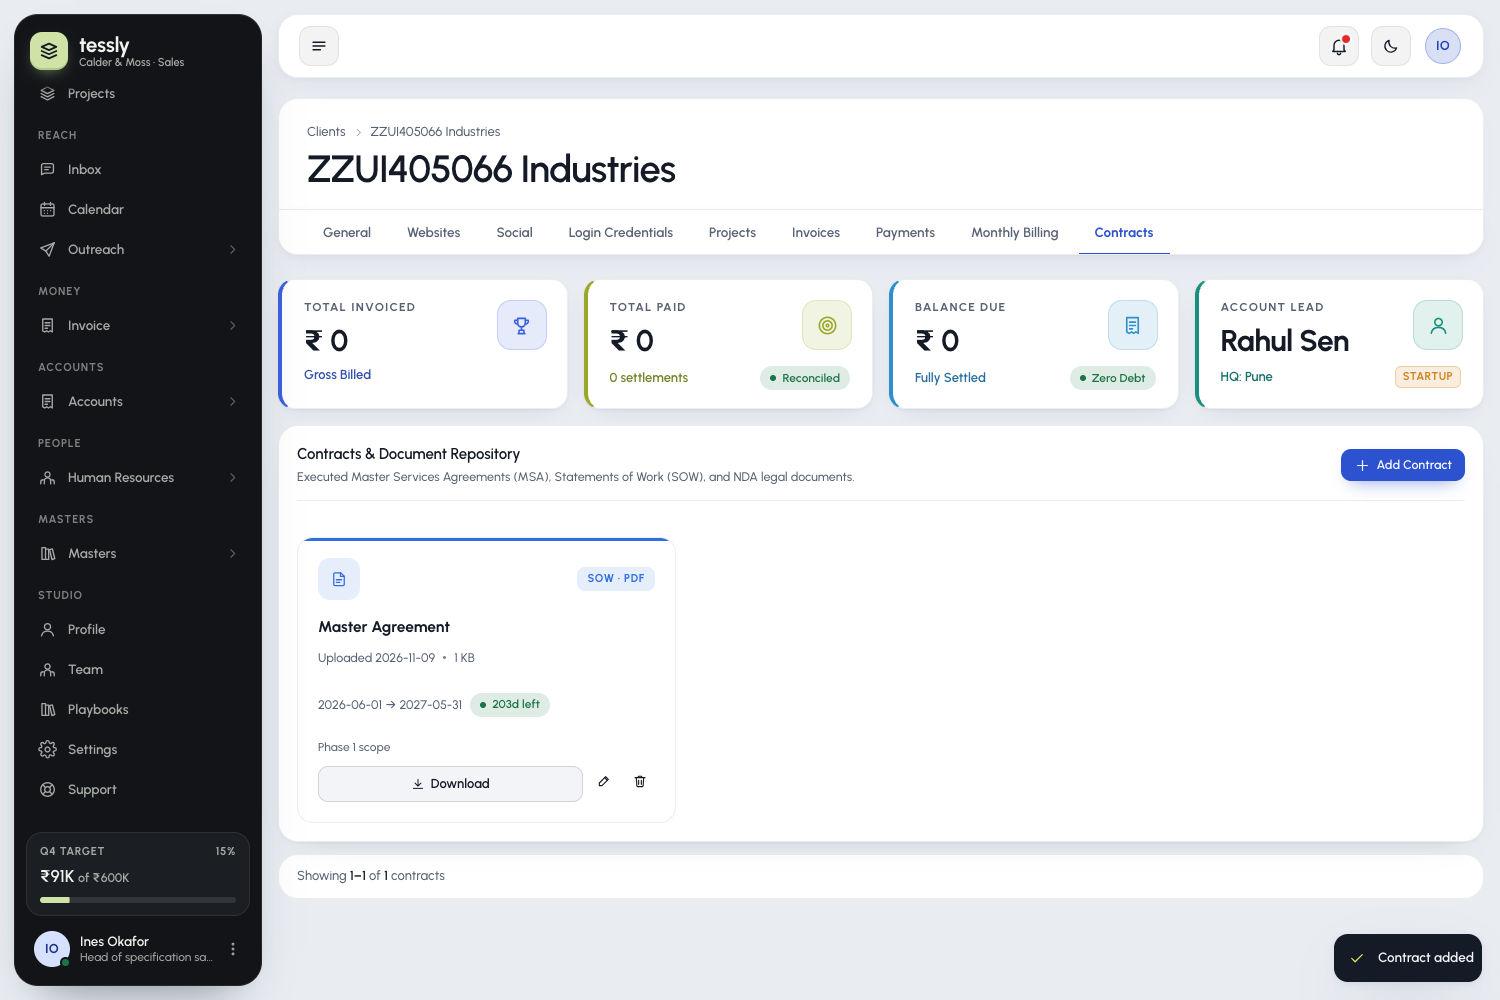 tessly
Calder & Moss · Sales
Projects
REACH
Inbox
Calendar
Outreach
MONEY
Invoice
ACCOUNTS
Accounts
PEOPLE
Human Resources
MASTERS
Masters
STUDIO
Profile
Team
Playbooks
Settings
Support
Q4 TARGET 15%
₹91K of ₹600K
IO
Ines Okafor
Head of specification sa...
IO
Clients > ZZUI405066 Industries
ZZUI405066 Industries
General Websites Social Login Credentials Projects Invoices Payments Monthly Billing Contracts
TOTAL INVOICED
₹ 0
Gross Billed
TOTAL PAID
₹ 0
0 settlements Reconciled
BALANCE DUE
₹ 0
Fully Settled Zero Debt
ACCOUNT LEAD
Rahul Sen
HQ: Pune STARTUP
Contracts & Document Repository
Executed Master Services Agreements (MSA), Statements of Work (SOW), and NDA legal documents.
Add Contract
SOW · PDF
Master Agreement
Uploaded 2026-11-09 • 1 KB
2026-06-01 → 2027-05-31 203d left
Phase 1 scope
Download
Showing 1–1 of 1 contracts
Contract added